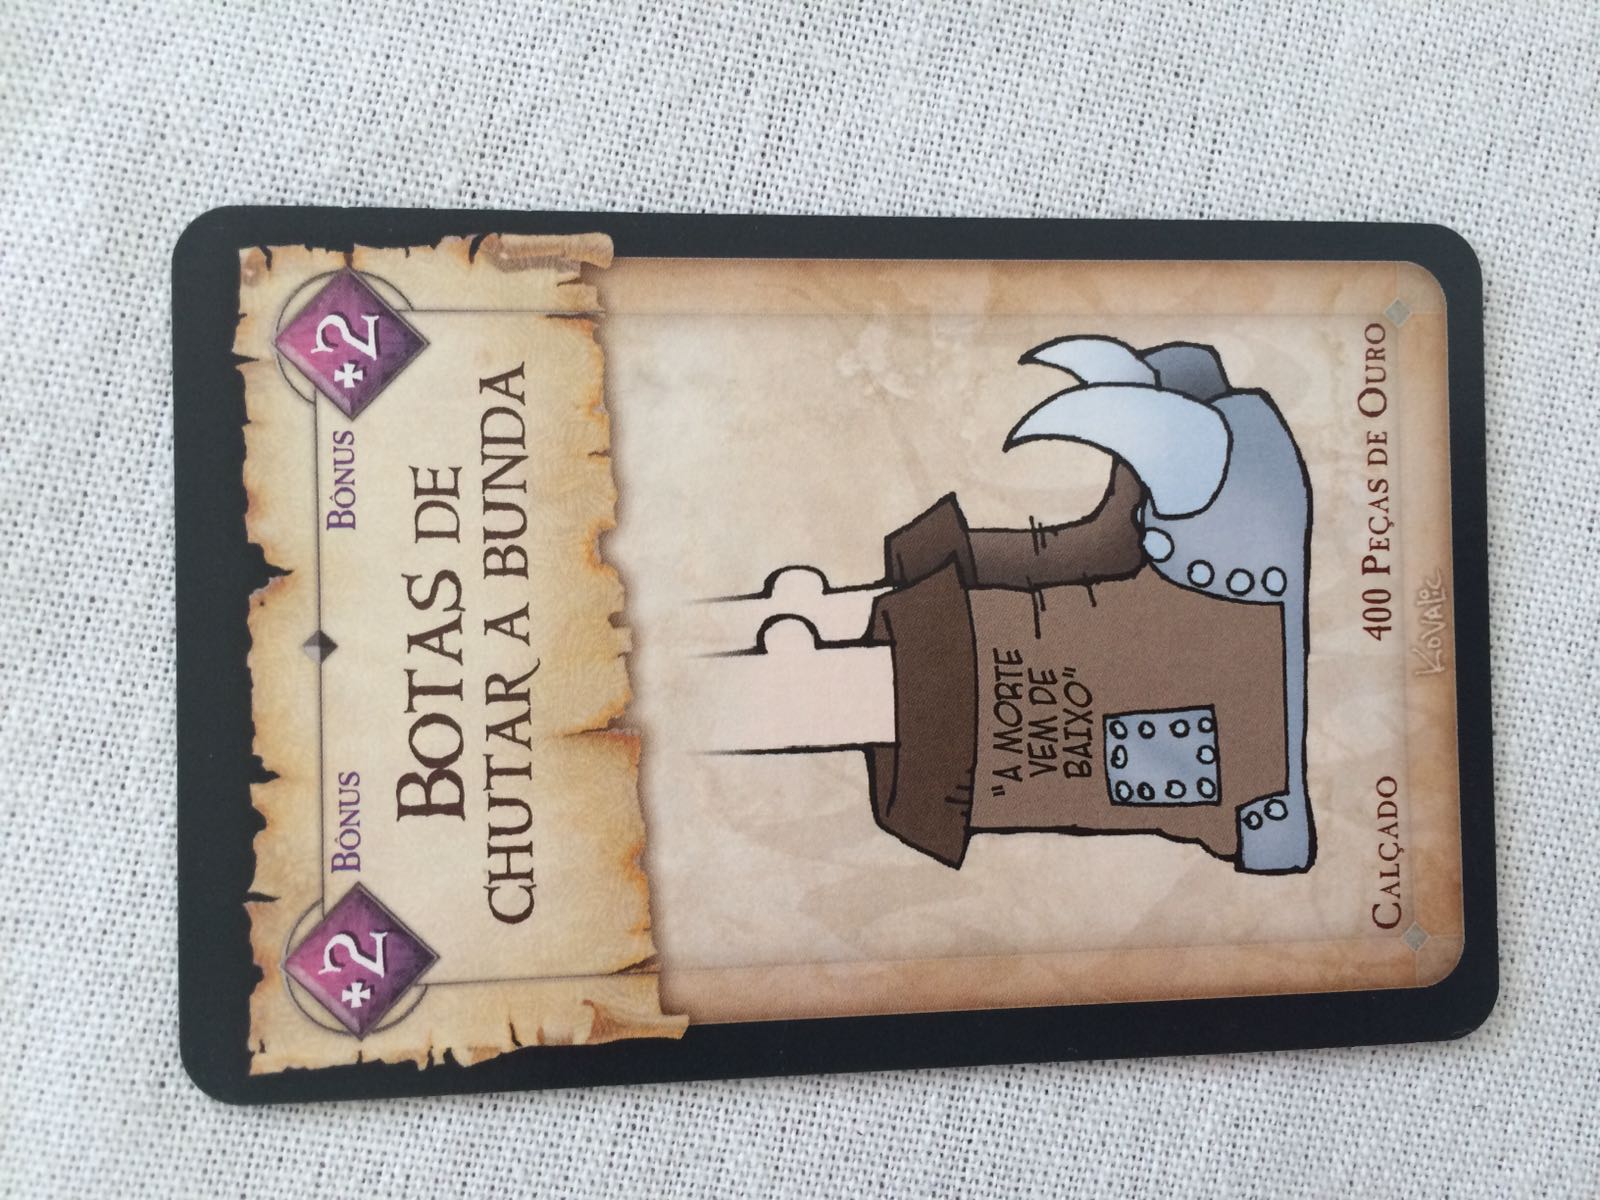 +2 BÔNUS BÔNUS +2
BOTAS DE
CHUTAR A BUNDA
"A MORTE
VEM DE
BAIXO"
CALÇADO 400 PEÇAS DE OURO
KOVALIC